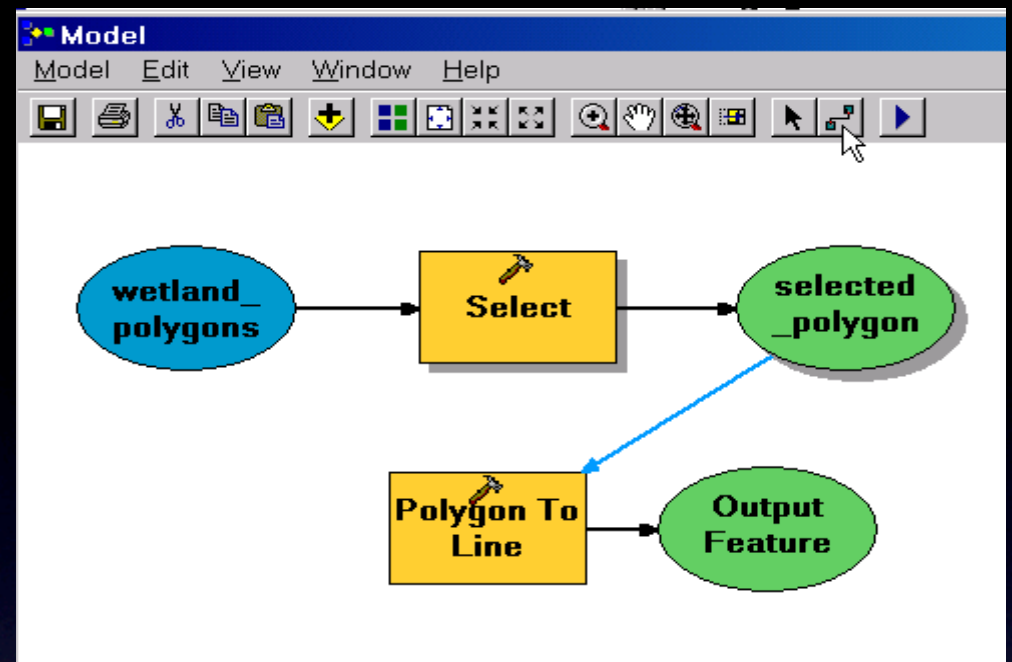 Model
Model Edit View Window Help
wetland_
polygons
Select
selected
_polygon
Polygon To
Line
Output
Feature